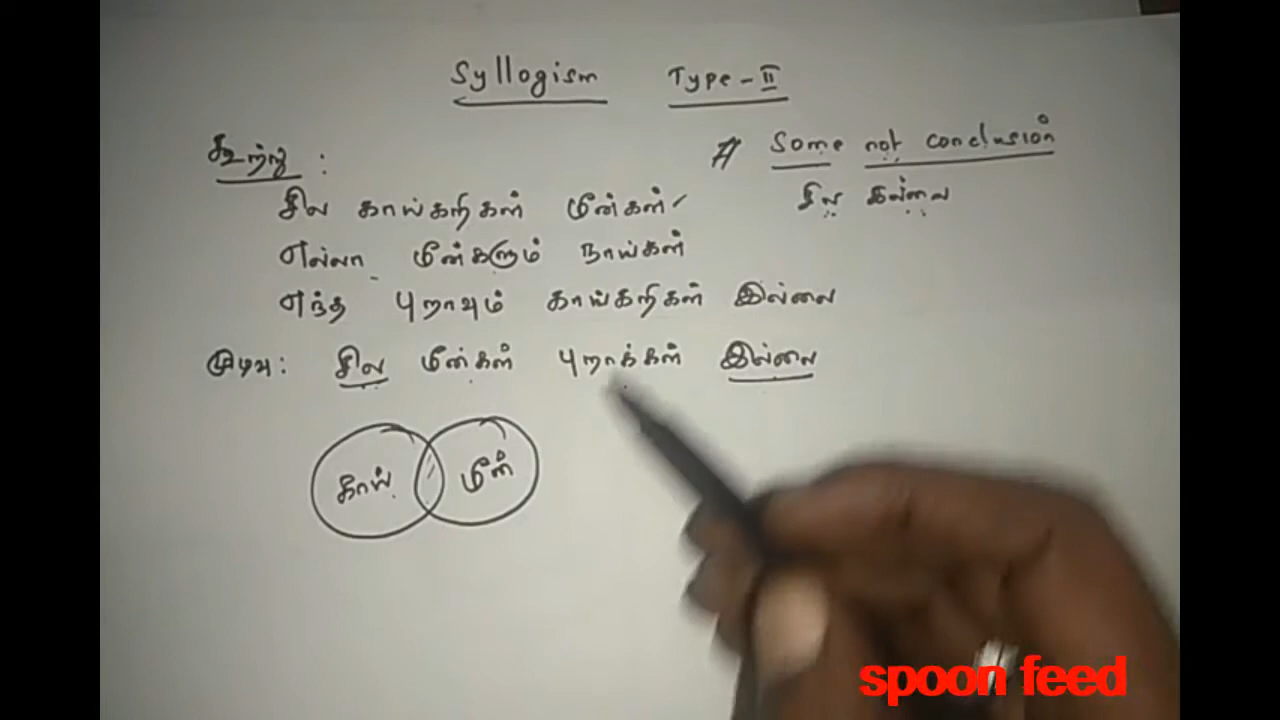 Syllogism Type - II
கூற்று :
# Some not conclusion
சில இல்லை
சில காய்கறிகள் மீன்கள்
எல்லா மீன்களும் நாய்கள்
எந்த புறாவும் காய்கறிகள் இல்லை
முடிவு : சில மீன்கள் புறாக்கள் இல்லை
காய் மீன்
spoon feed